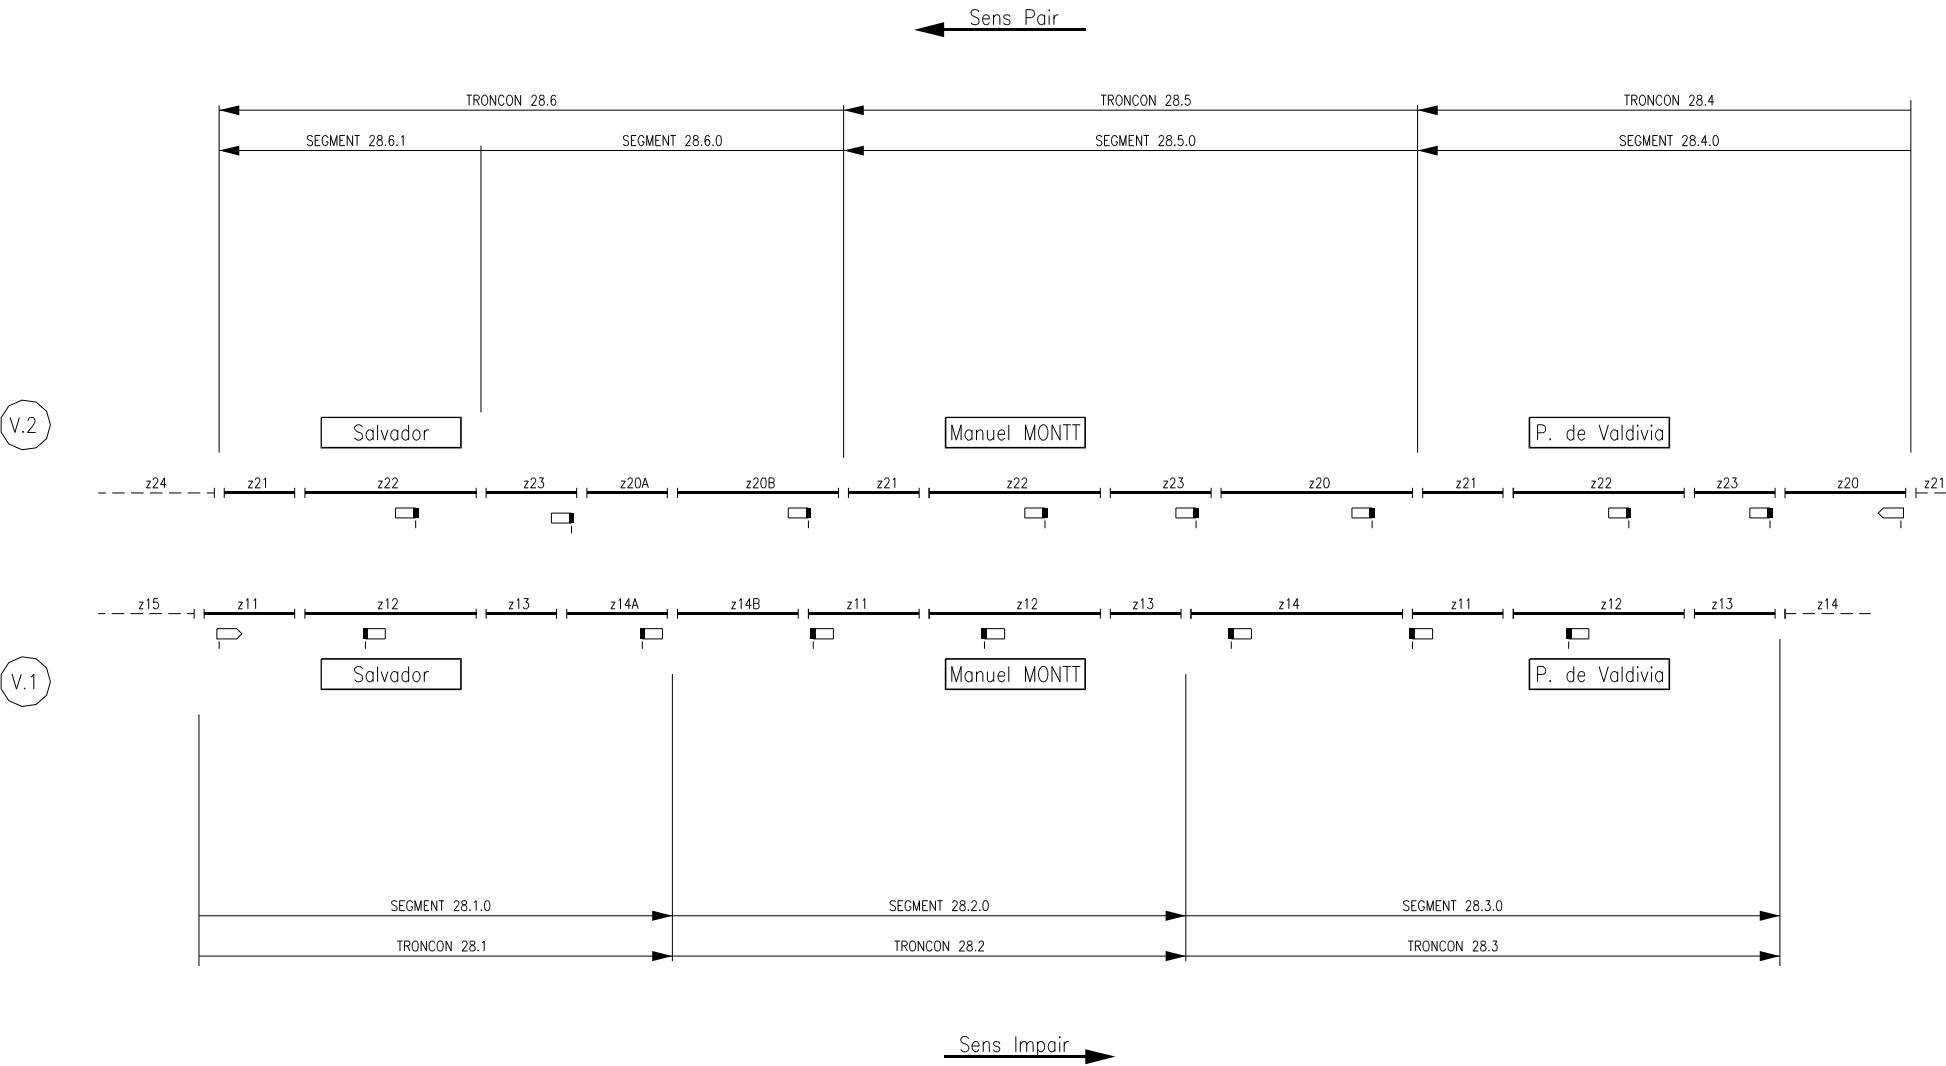 Sens Pair
TRONCON 28.6 TRONCON 28.5 TRONCON 28.4
SEGMENT 28.6.1 SEGMENT 28.6.0 SEGMENT 28.5.0 SEGMENT 28.4.0
V.2 Salvador Manuel MONTT P. de Valdivia
z24 z21 z22 z23 z20A z20B z21 z22 z23 z20 z21 z22 z23 z20 z21
z15 z11 z12 z13 z14A z14B z11 z12 z13 z14 z11 z12 z13 z14
V.1 Salvador Manuel MONTT P. de Valdivia
SEGMENT 28.1.0 SEGMENT 28.2.0 SEGMENT 28.3.0
TRONCON 28.1 TRONCON 28.2 TRONCON 28.3
Sens Impair